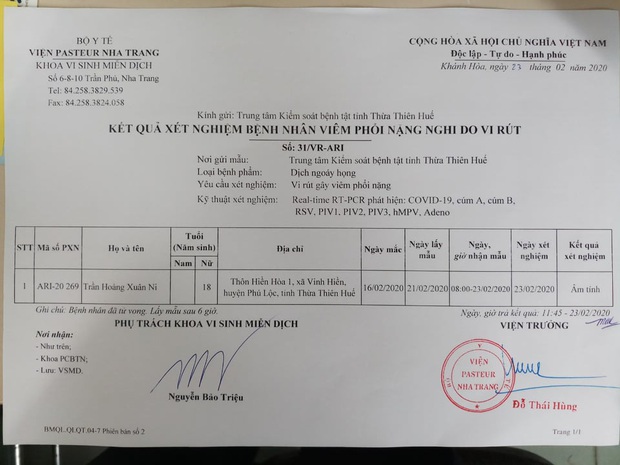 BỘ Y TẾ
VIỆN PASTEUR NHA TRANG
KHOA VI SINH MIỄN DỊCH
Số 6-8-10 Trần Phú, Nha Trang
Tel: 84.258.3829.539
Fax: 84.258.3824.058
CỘNG HÒA XÃ HỘI CHỦ NGHĨA VIỆT NAM
Độc lập - Tự do - Hạnh phúc
Khánh Hòa, ngày 23 tháng 02 năm 2020
Kính gửi: Trung tâm Kiểm soát bệnh tật tỉnh Thừa Thiên Huế
KẾT QUẢ XÉT NGHIỆM BỆNH NHÂN VIÊM PHỔI NẶNG NGHI DO VI RÚT
Số: 31/VR-ARI
Nơi gửi mẫu: Trung tâm Kiểm soát bệnh tật tỉnh Thừa Thiên Huế
Loại bệnh phẩm: Dịch ngoáy họng
Yêu cầu xét nghiệm: Vi rút gây viêm phổi nặng
Kỹ thuật xét nghiệm: Real-time RT-PCR phát hiện: COVID-19, cúm A, cúm B,
RSV, PIV1, PIV2, PIV3, hMPV, Adeno
STT Mã số PXN Họ và tên Tuổi (Năm sinh) Nam Nữ Địa chỉ Ngày mắc Ngày lấy mẫu Ngày, giờ nhận mẫu Ngày xét nghiệm Kết quả xét nghiệm
1 ARI-20 269 Trần Hoàng Xuân Ni 18 Thôn Hiền Hòa 1, xã Vinh Hiền, huyện Phú Lộc, tỉnh Thừa Thiên Huế 16/02/2020 21/02/2020 08:00-23/02/2020 23/02/2020 Âm tính
Ghi chú: Bệnh nhân đã tử vong. Lấy mẫu sau 6 giờ.
Ngày, giờ trả kết quả: 11:45 - 23/02/2020
PHỤ TRÁCH KHOA VI SINH MIỄN DỊCH
VIỆN TRƯỞNG
Nơi nhận:
- Như trên;
- Khoa PCBTN;
- Lưu: VSMD.
VIỆN
PASTEUR
NHA TRANG
Nguyễn Bảo Triệu
Đỗ Thái Hùng
BMQL.QI.QT.04-7 Phiên bản số 2
Trang 1/1